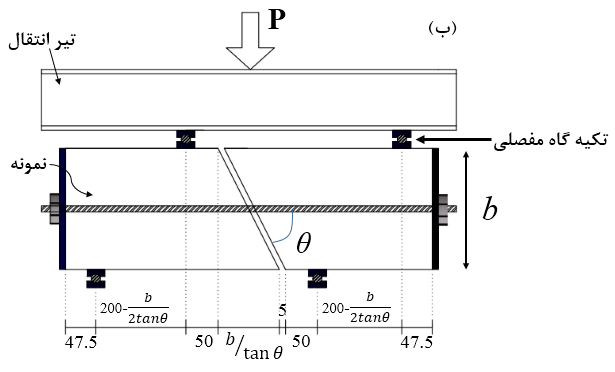 P
(ب)
تیر انتقال
تکیه گاه مفصلی
نمونه
b
θ
200-b/2tanθ
5
200-b/2tanθ
47.5
50
b/tan θ
50
47.5